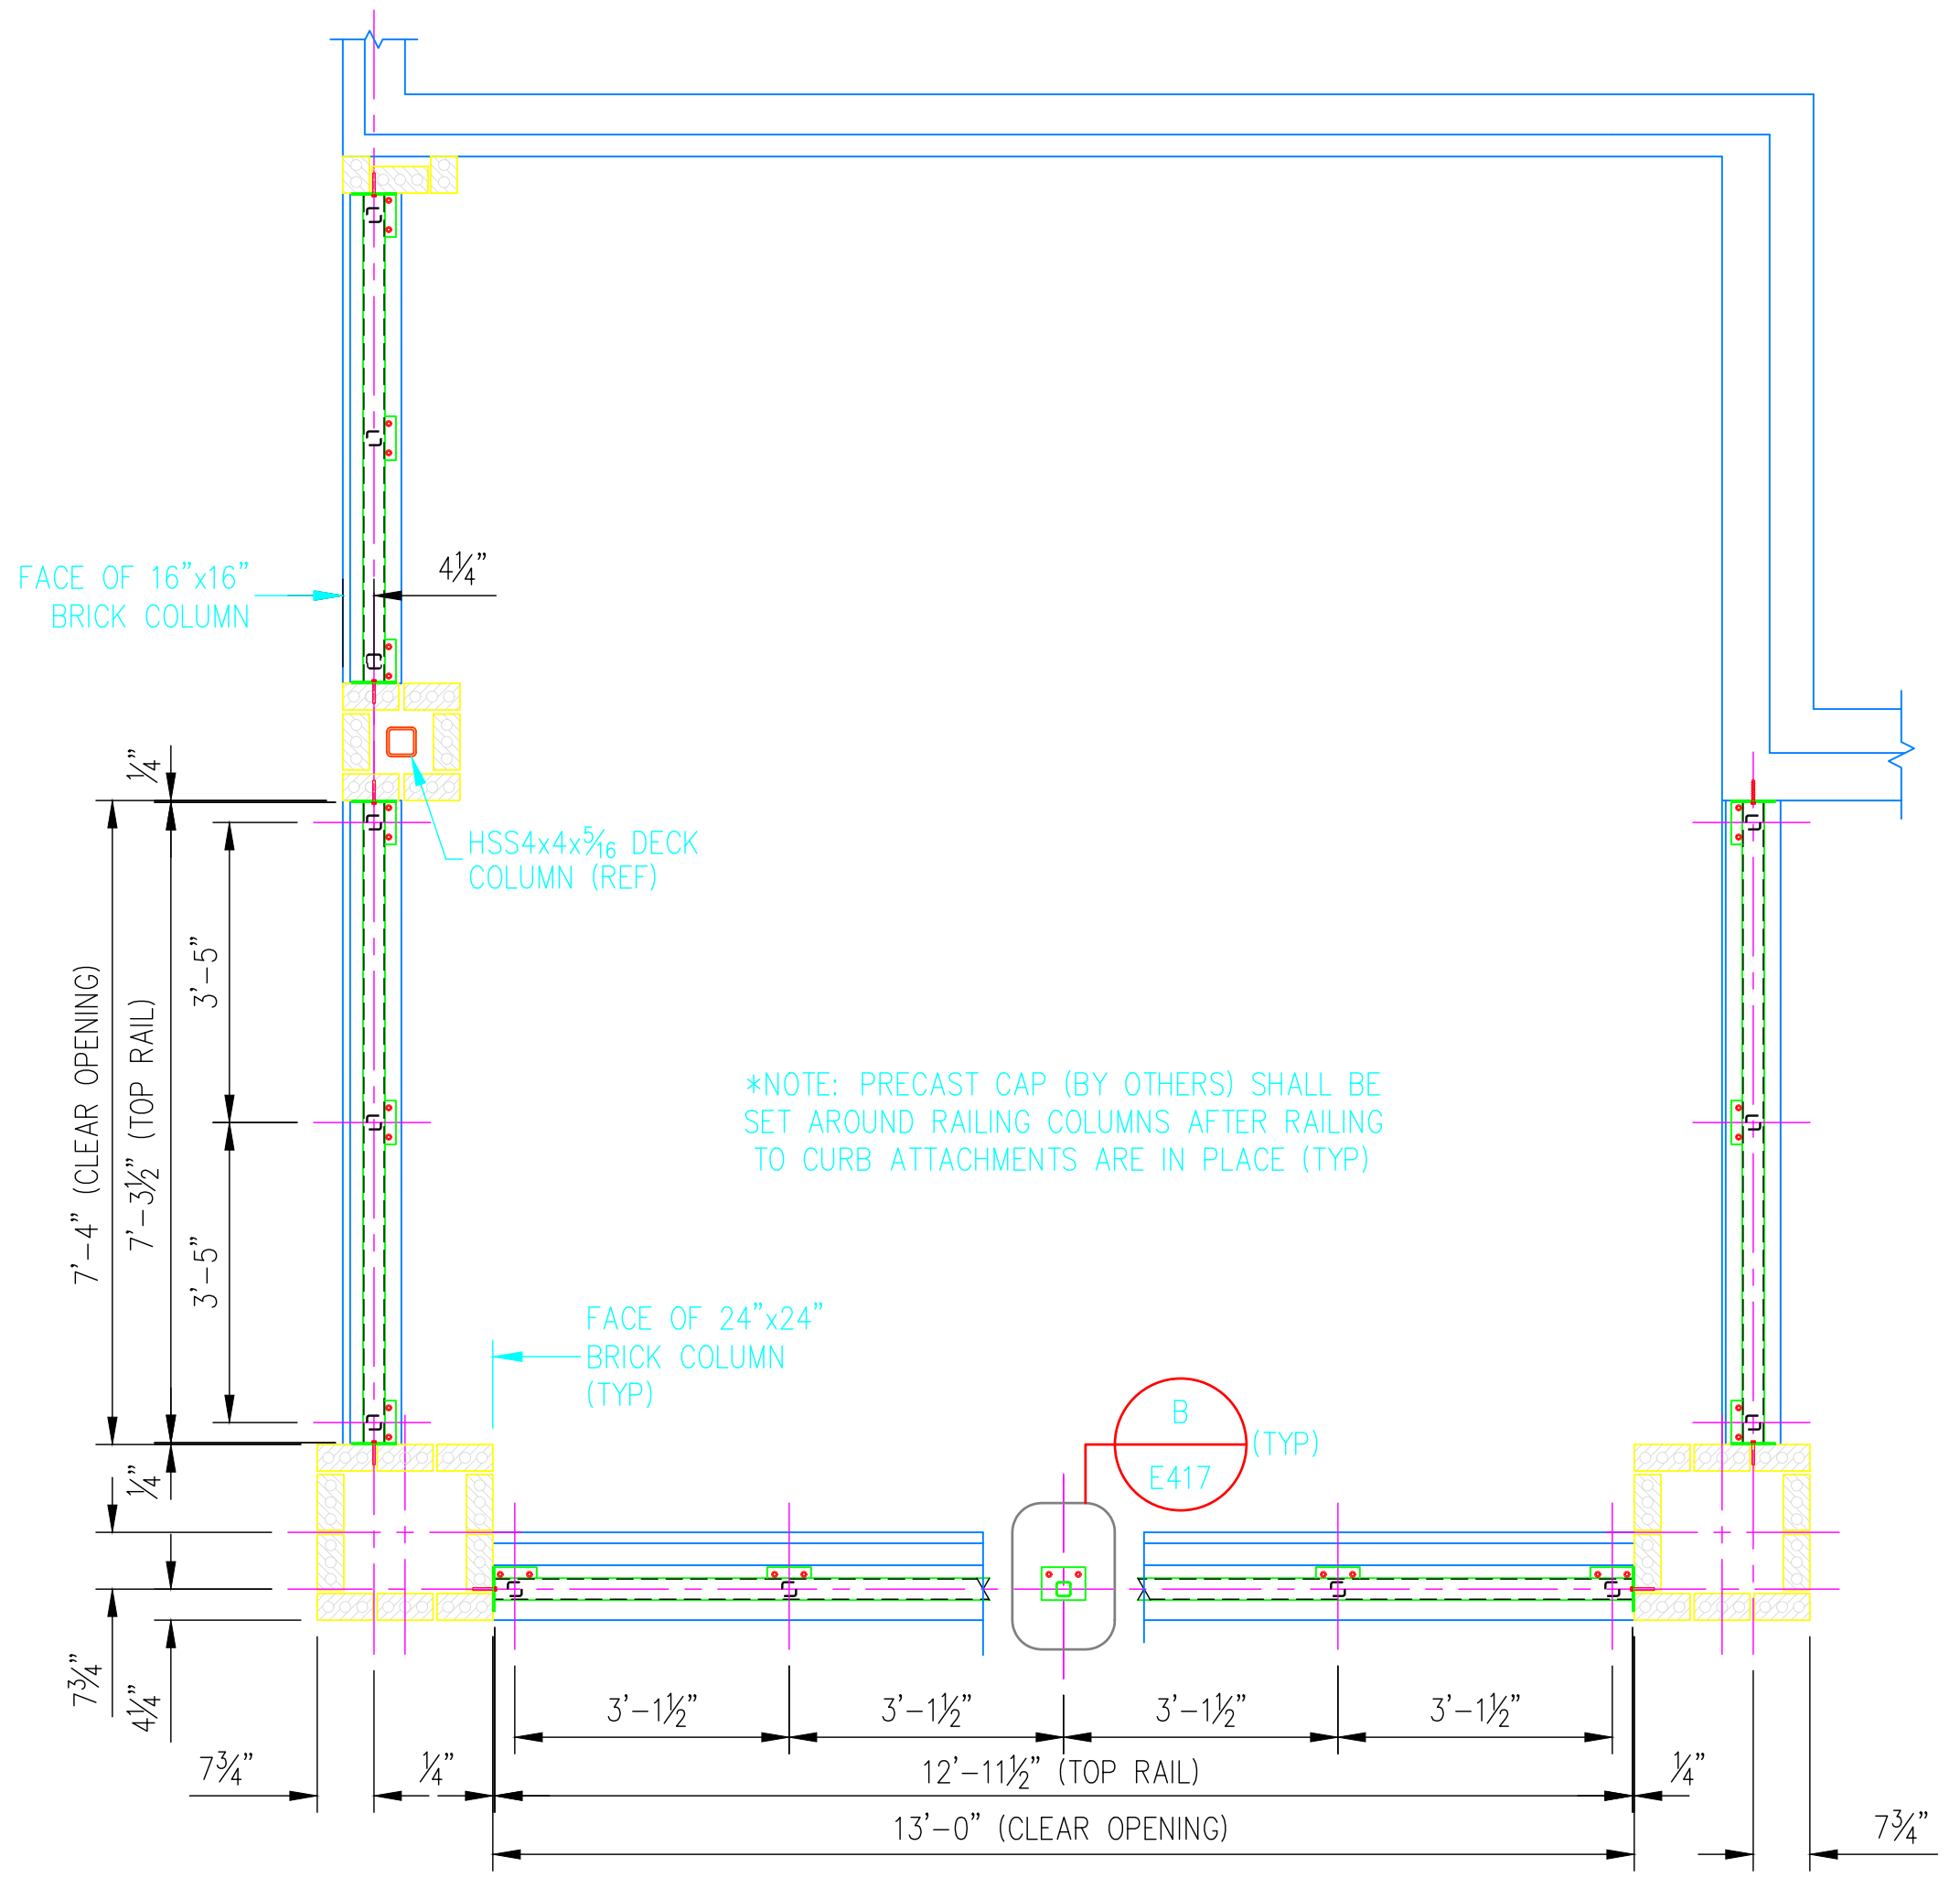 4¼"
FACE OF 16"x16"
BRICK COLUMN
¼"
HSS4x4x5⁄16 DECK
COLUMN (REF)
3'-5"
7'-4" (CLEAR OPENING)
7'-3½" (TOP RAIL)
3'-5"
*NOTE: PRECAST CAP (BY OTHERS) SHALL BE
SET AROUND RAILING COLUMNS AFTER RAILING
TO CURB ATTACHMENTS ARE IN PLACE (TYP)
FACE OF 24"x24"
BRICK COLUMN
(TYP)
B
(TYP)
E417
¼"
7¾"
4¼"
3'-1½"
3'-1½"
3'-1½"
3'-1½"
7¾"
¼"
12'-11½" (TOP RAIL)
¼"
13'-0" (CLEAR OPENING)
7¾"